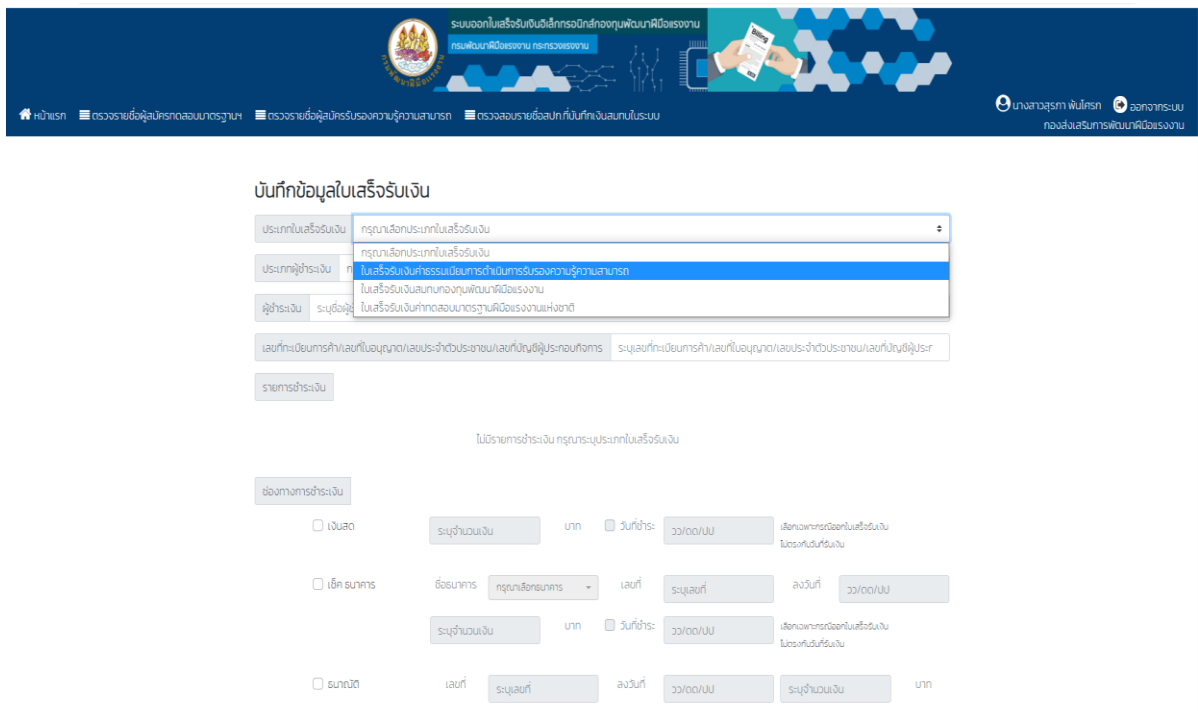 ระบบออกใบเสร็จรับเงินอิเล็กทรอนิกส์กองทุนพัฒนาฝีมือแรงงาน
กรมพัฒนาฝีมือแรงงาน กระทรวงแรงงาน
Billing
หน้าแรก ตรวจรายชื่อผู้สมัครทดสอบมาตรฐานฯ ตรวจรายชื่อผู้สมัครรับรองความรู้ความสามารถ ตรวจสอบรายชื่อสปก.ที่บันทึกเงินสมทบในระบบ
นางสาวสุรภา พันโคTร ออกจากระบบ
กองส่งเสริมการพัฒนาฝีมือแรงงาน
บันทึกข้อมูลใบเสร็จรับเงิน
ประเภทใบเสร็จรับเงิน กรุณาเลือกประเภทใบเสร็จรับเงิน
กรุณาเลือกประเภทใบเสร็จรับเงิน
ประเภทผู้ชำระเงิน ก
ใบเสร็จรับเงินค่าธรรมเนียมการดำเนินการรับรองความรู้ความสามารถ
ใบเสร็จรับเงินสมทบกองทุนพัฒนาฝีมือแรงงาน
ผู้ชำระเงิน ระบุชื่อผู้
ใบเสร็จรับเงินค่าทดสอบมาตรฐานฝีมือแรงงานแห่งชาติ
เลขที่ทะเบียนการค้า/เลขที่ใบอนุญาต/เลขประจำตัวประชาชน/เลขที่บัญชีผู้ประกอบกิจการ ระบุเลขที่ทะเบียนการค้า/เลขที่ใบอนุญาต/เลขประจำตัวประชาชน/เลขที่บัญชีผู้ประก
รายการชำระเงิน
ไม่มีรายการชำระเงิน กรุณาระบุประเภทใบเสร็จรับเงิน
ช่องทางการชำระเงิน
เงินสด ระบุจำนวนเงิน บาท วันที่ชำระ วว/ดด/ปป เลือกเฉพาะกรณีออกใบเสร็จรับเงิน
ไม่ตรงกับวันที่รับเงิน
เช็ค ธนาคาร ชื่อธนาคาร กรุณาเลือกธนาคาร เลขที่ ระบุเลขที่ ลงวันที่ วว/ดด/ปป
ระบุจำนวนเงิน บาท วันที่ชำระ วว/ดด/ปป เลือกเฉพาะกรณีออกใบเสร็จรับเงิน
ไม่ตรงกับวันที่รับเงิน
ธนาณัติ เลขที่ ระบุเลขที่ ลงวันที่ วว/ดด/ปป ระบุจำนวนเงิน บาท